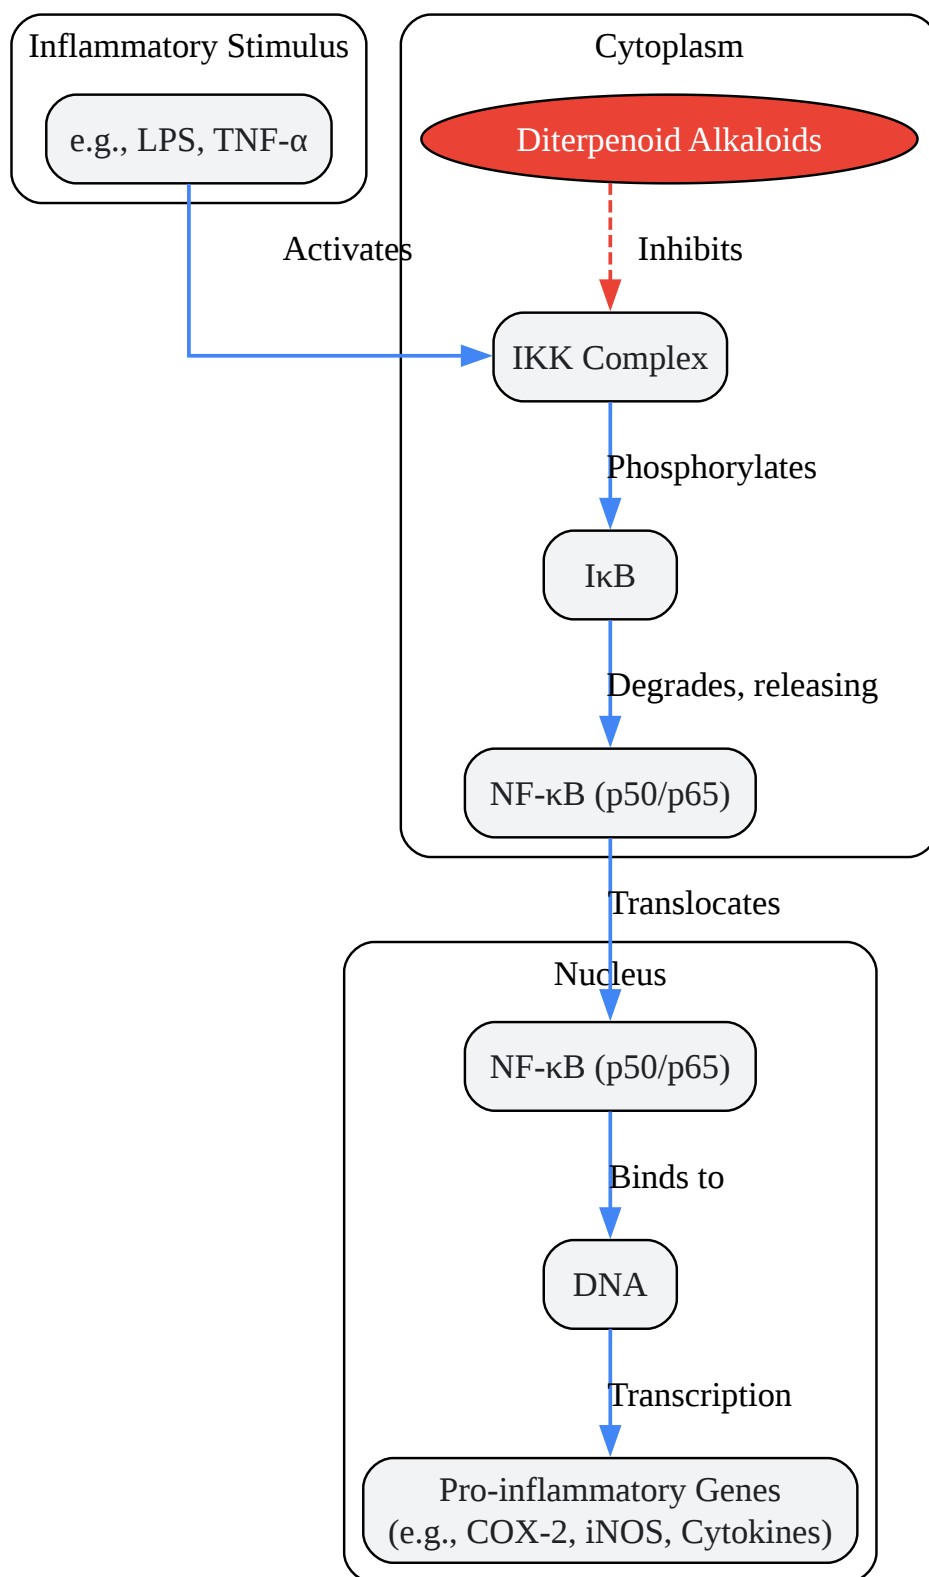 Inflammatory Stimulus
e.g., LPS, TNF-α
Cytoplasm
Diterpenoid Alkaloids
Activates
Inhibits
IKK Complex
Phosphorylates
IκB
Degrades, releasing
NF-κB (p50/p65)
Translocates
Nucleus
NF-κB (p50/p65)
Binds to
DNA
Transcription
Pro-inflammatory Genes
(e.g., COX-2, iNOS, Cytokines)